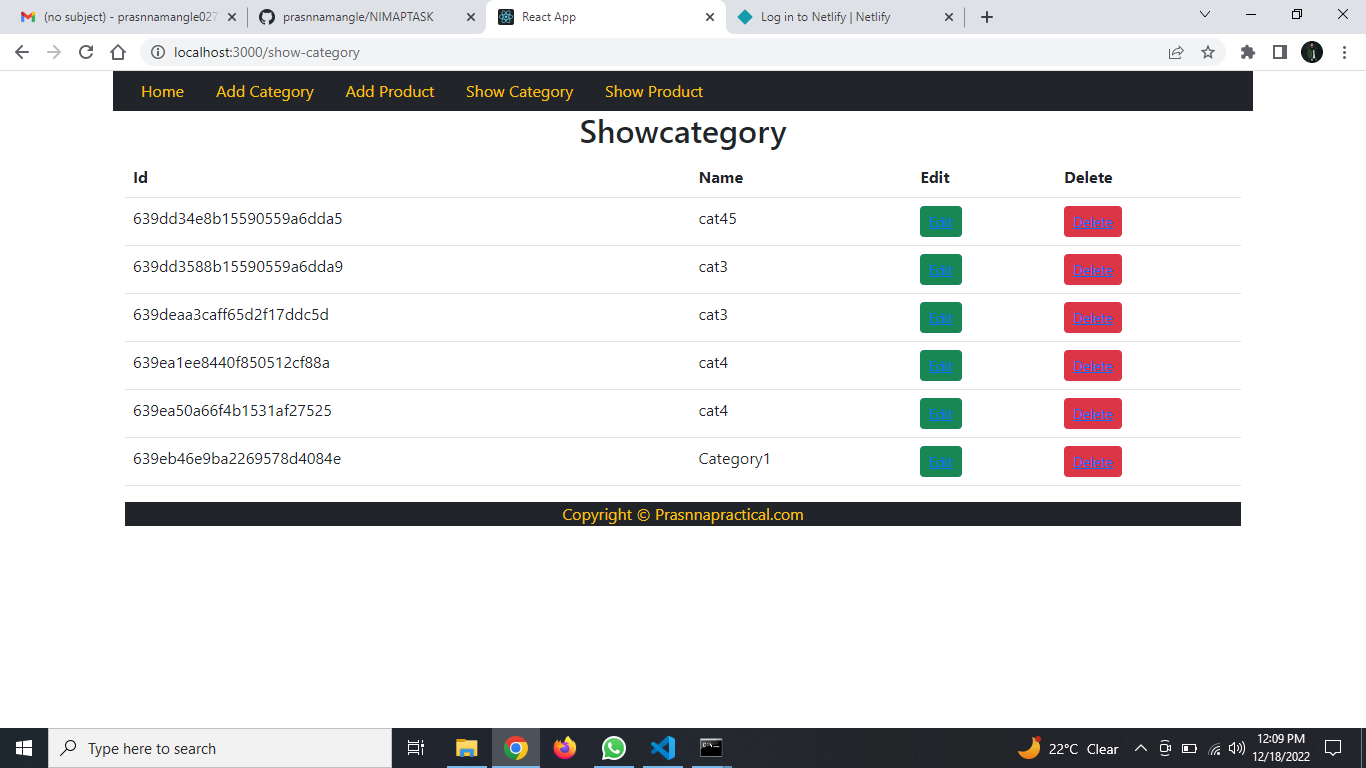 (no subject) - prasnnamangle027
prasnnamangle/NIMAPTASK
React App
Log in to Netlify | Netlify
localhost:3000/show-category
Home Add Category Add Product Show Category Show Product
Showcategory
Id Name Edit Delete
639dd34e8b15590559a6dda5 cat45 Edit Delete
639dd3588b15590559a6dda9 cat3 Edit Delete
639deaa3caff65d2f17ddc5d cat3 Edit Delete
639ea1ee8440f850512cf88a cat4 Edit Delete
639ea50a66f4b1531af27525 cat4 Edit Delete
639eb46e9ba2269578d4084e Category1 Edit Delete
Copyright © Prasnnapractical.com
Type here to search
22°C Clear
12:09 PM
12/18/2022